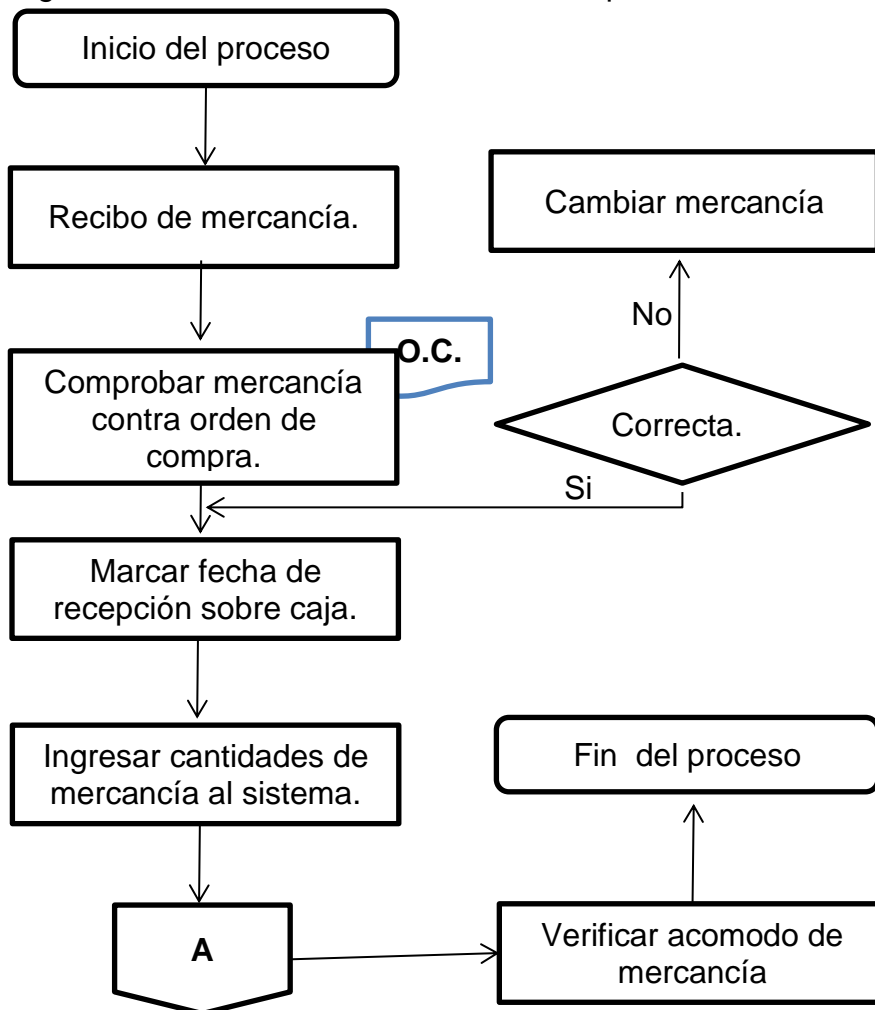 Inicio del proceso
Recibo de mercancía.
Cambiar mercancía
No
O.C.
Comprobar mercancía
contra orden de
compra.
Correcta.
Si
Marcar fecha de
recepción sobre caja.
Ingresar cantidades de
mercancía al sistema.
Fin  del proceso
A
Verificar acomodo de
mercancía